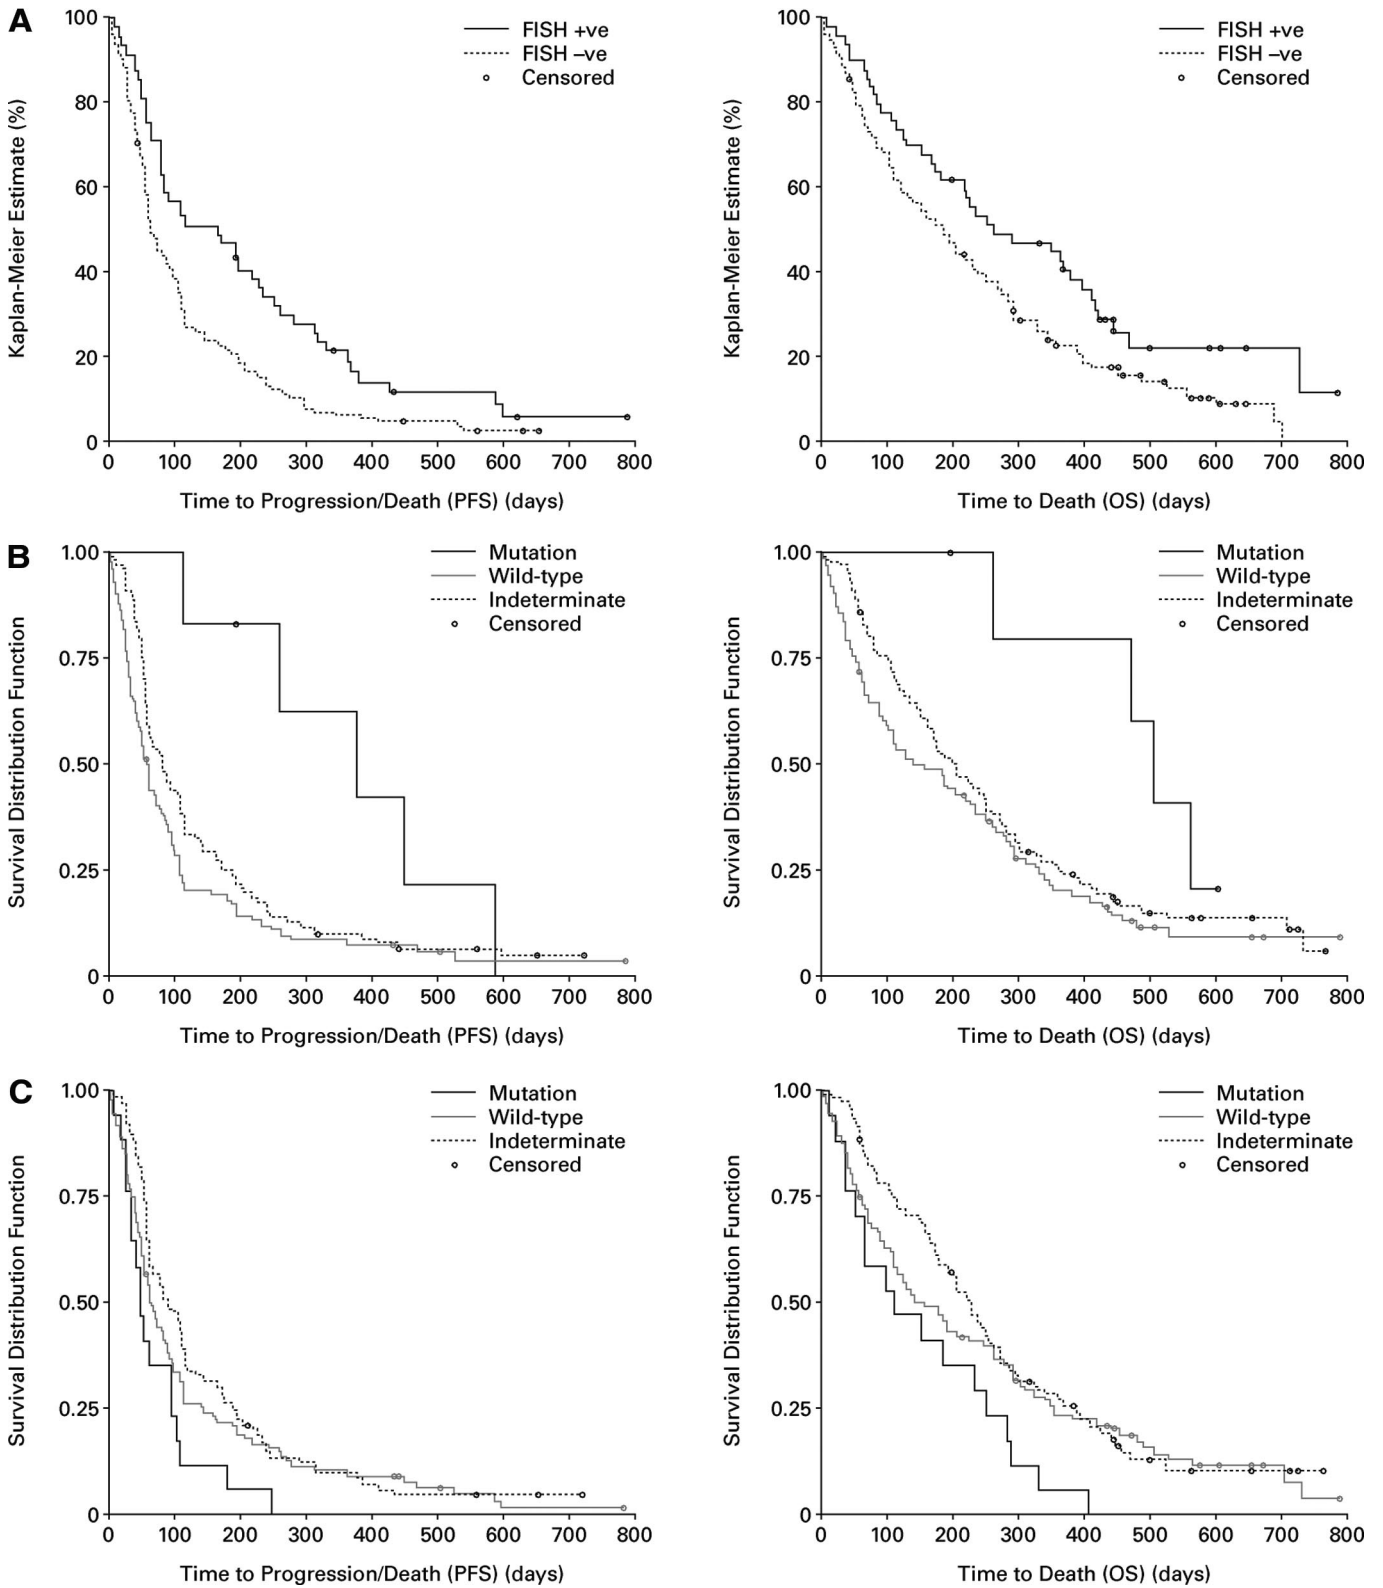 A
Kaplan-Meier Estimate (%)
100
80
60
40
20
0
FISH +ve
FISH –ve
Censored
0 100 200 300 400 500 600 700 800
Time to Progression/Death (PFS) (days)
Kaplan-Meier Estimate (%)
100
80
60
40
20
0
FISH +ve
FISH –ve
Censored
0 100 200 300 400 500 600 700 800
Time to Death (OS) (days)
B
Survival Distribution Function
1.00
0.75
0.50
0.25
0
Mutation
Wild-type
Indeterminate
Censored
0 100 200 300 400 500 600 700 800
Time to Progression/Death (PFS) (days)
Survival Distribution Function
1.00
0.75
0.50
0.25
0
Mutation
Wild-type
Indeterminate
Censored
0 100 200 300 400 500 600 700 800
Time to Death (OS) (days)
C
Survival Distribution Function
1.00
0.75
0.50
0.25
0
Mutation
Wild-type
Indeterminate
Censored
0 100 200 300 400 500 600 700 800
Time to Progression/Death (PFS) (days)
Survival Distribution Function
1.00
0.75
0.50
0.25
0
Mutation
Wild-type
Indeterminate
Censored
0 100 200 300 400 500 600 700 800
Time to Death (OS) (days)